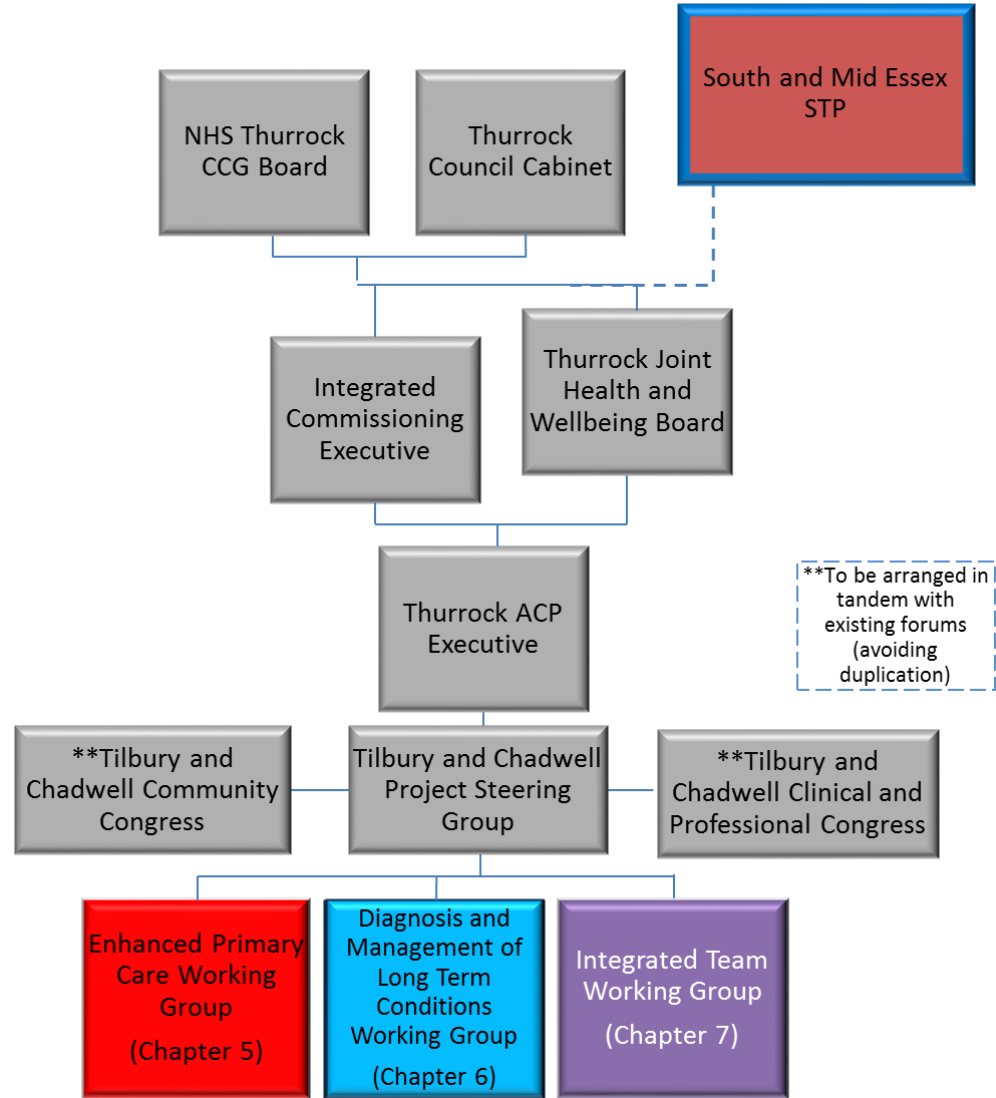 South and Mid Essex
STP
NHS Thurrock
CCG Board
Thurrock
Council Cabinet
Integrated
Commissioning
Executive
Thurrock Joint
Health and
Wellbeing Board
Thurrock ACP
Executive
**To be arranged in
tandem with
existing forums
(avoiding
duplication)
**Tilbury and
Chadwell Community
Congress
Tilbury and Chadwell
Project Steering
Group
**Tilbury and
Chadwell Clinical and
Professional Congress
Enhanced Primary
Care Working
Group
(Chapter 5)
Diagnosis and
Management of
Long Term
Conditions
Working Group
(Chapter 6)
Integrated Team
Working Group
(Chapter 7)